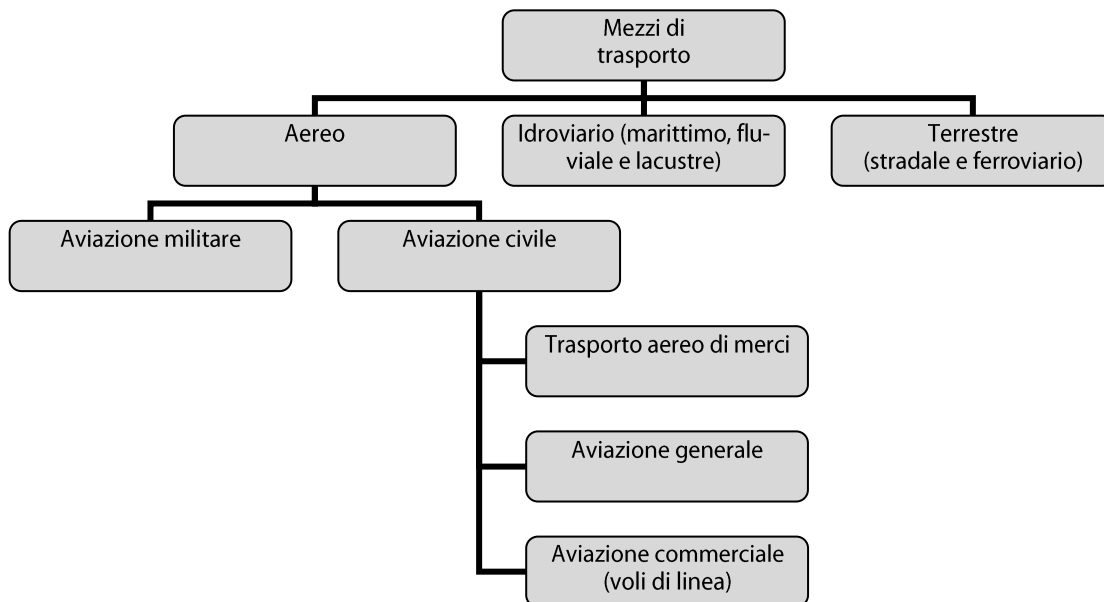 Mezzi di
trasporto
Aereo
Idroviario (marittimo, flu-
viale e lacustre)
Terrestre
(stradale e ferroviario)
Aviazione militare
Aviazione civile
Trasporto aereo di merci
Aviazione generale
Aviazione commerciale
(voli di linea)